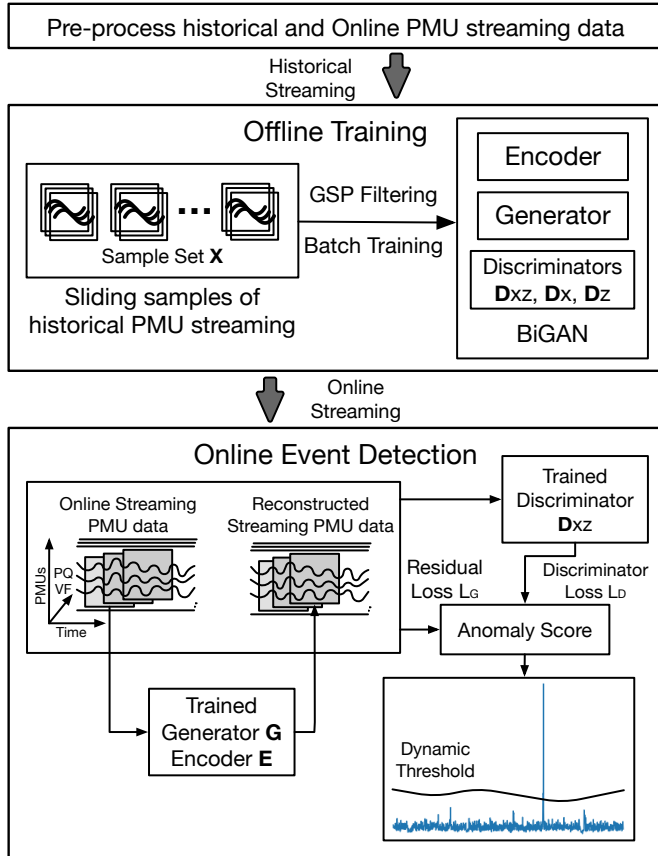 Pre-process historical and Online PMU streaming data
Historical
Streaming
Offline Training
Sample Set X
Sliding samples of
historical PMU streaming
GSP Filtering
Batch Training
Encoder
Generator
Discriminators
Dxz, Dx, Dz
BiGAN
Online
Streaming
Online Event Detection
Online Streaming
PMU data
PMUs
PQ
VF
Time
Reconstructed
Streaming PMU data
Trained
Generator G
Encoder E
Trained
Discriminator
Dxz
Residual
Loss LG
Discriminator
Loss LD
Anomaly Score
Dynamic
Threshold